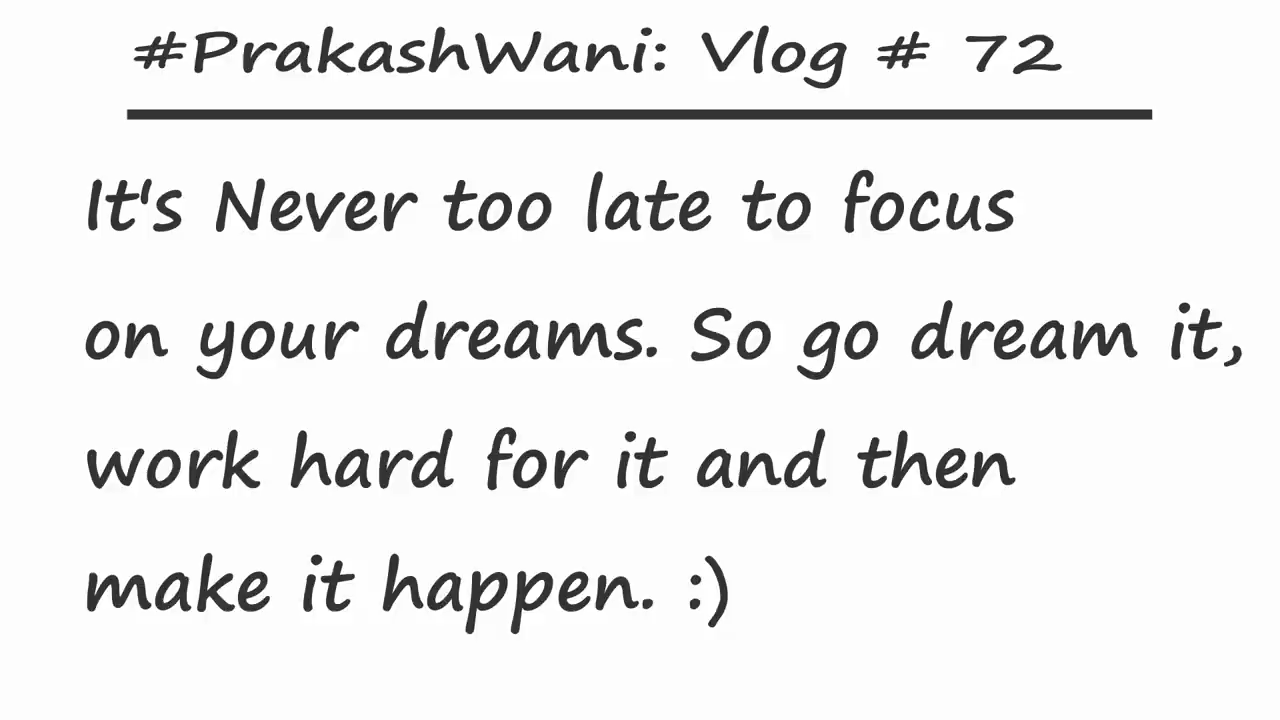 #PrakashWani: Vlog # 72
It's Never too late to focus
on your dreams. So go dream it,
work hard for it and then
make it happen. :)